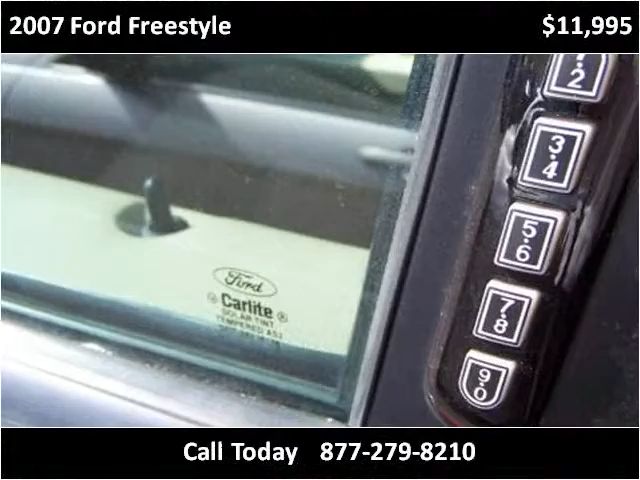 2007 Ford Freestyle $11,995
2
3·4
5·6
7·8
9·0
Ford
Carlite
SOLAR TINT
TEMPERED AS2
Call Today 877-279-8210